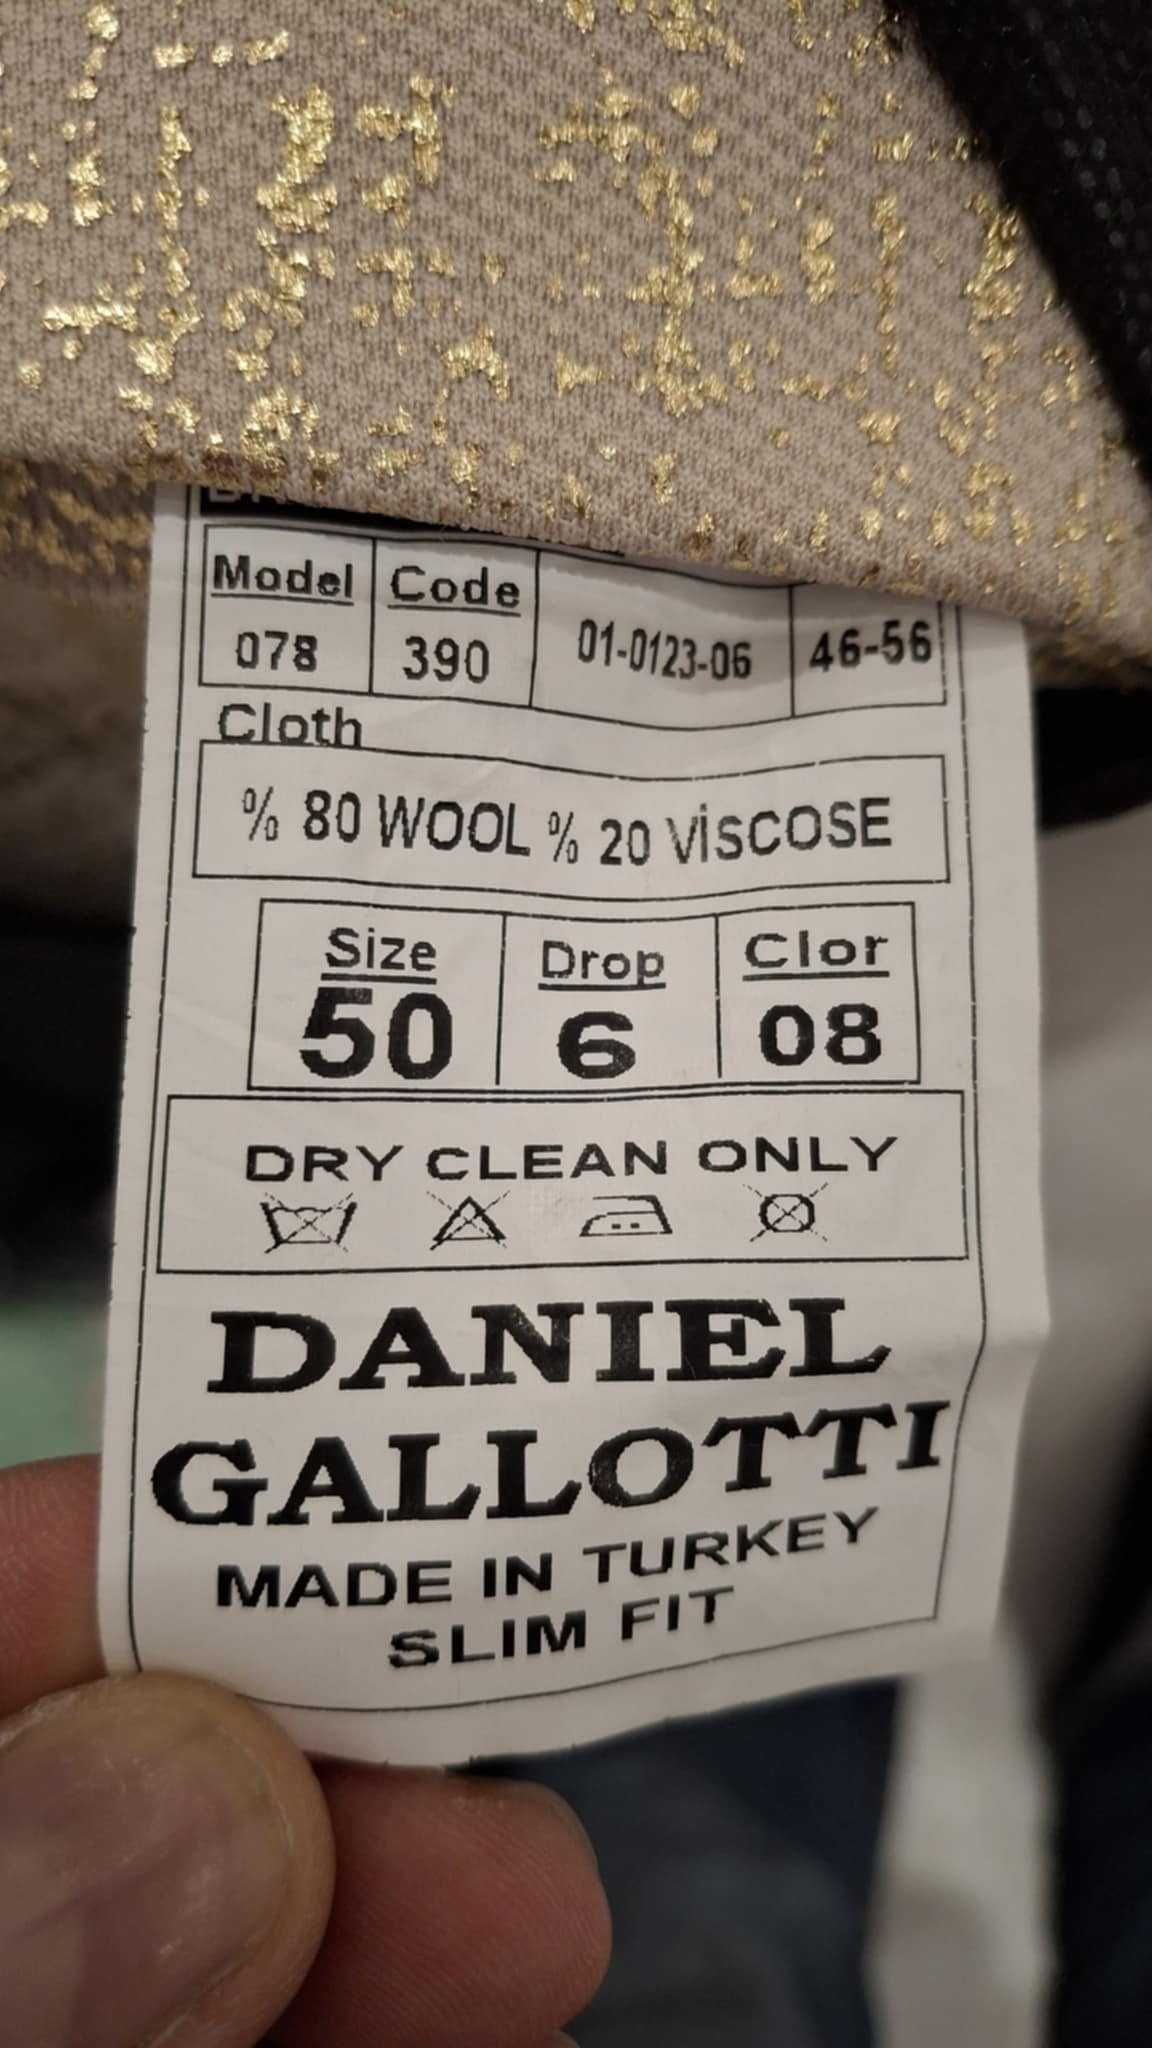 Model Code
078 390 01-0123-06 46-56
Cloth
% 80 WOOL % 20 VİSCOSE
Size Drop Clor
50 6 08
DRY CLEAN ONLY
DANIEL
GALLOTTI
MADE IN TURKEY
SLIM FIT